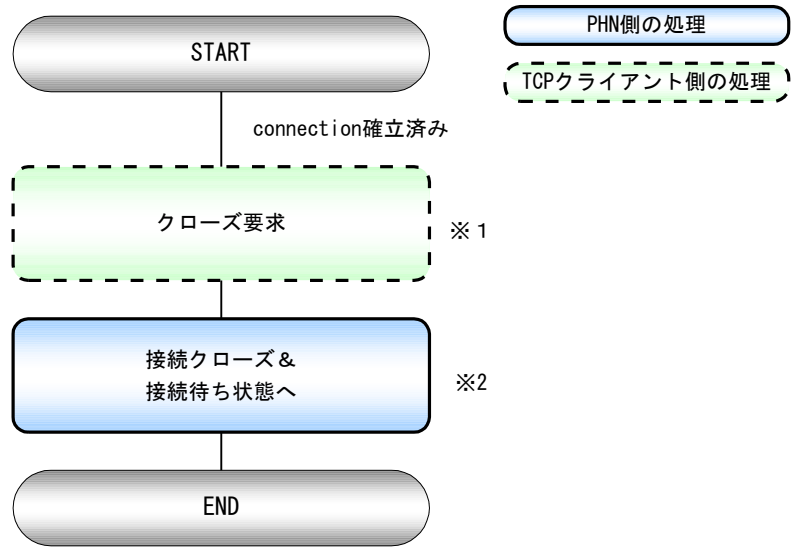 START
PHN側の処理
TCPクライアント側の処理
connection確立済み
クローズ要求
※1
接続クローズ&
接続待ち状態へ
※2
END